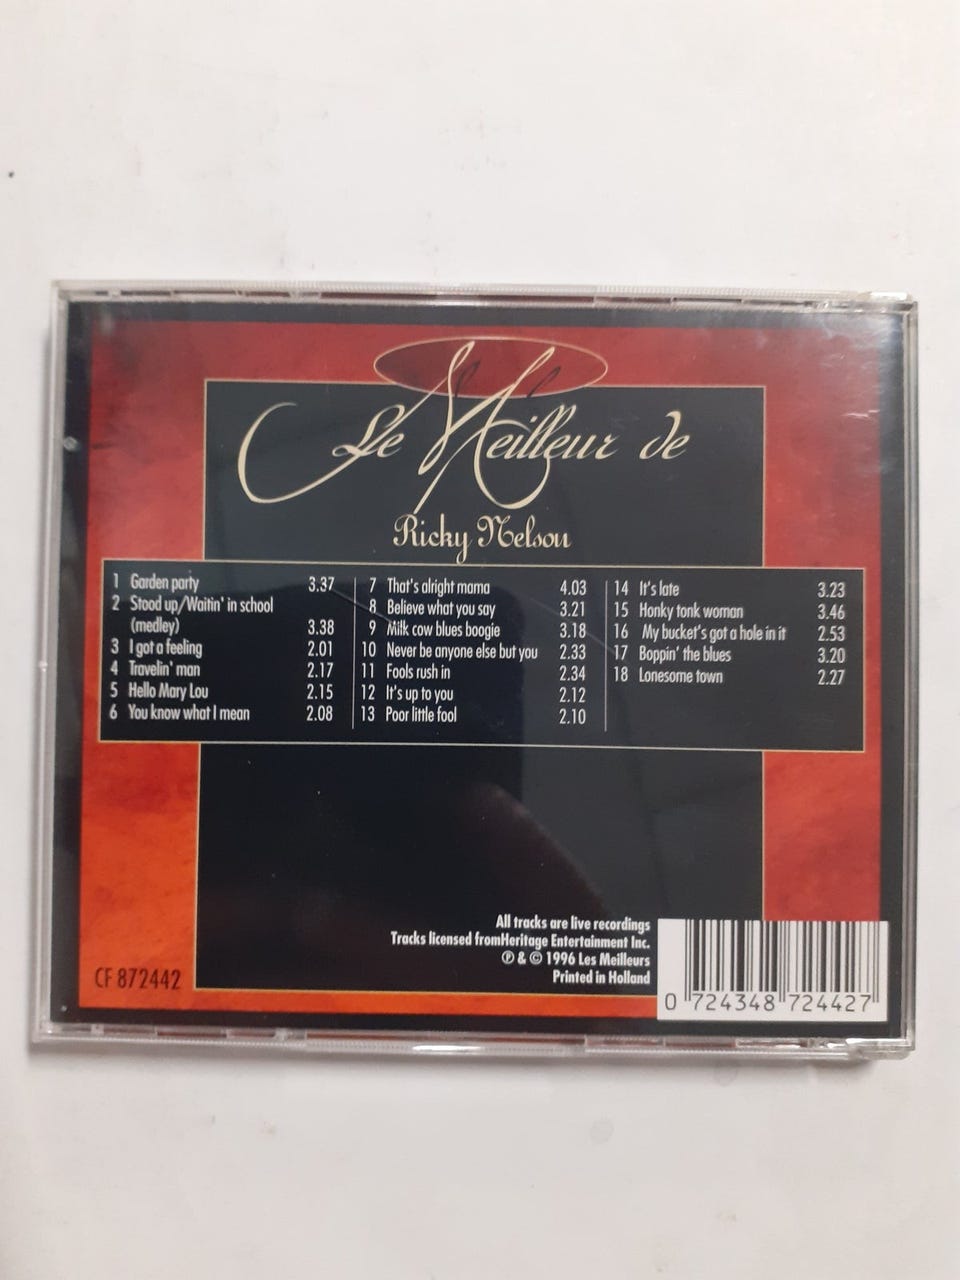 Le Meilleur de
Ricky Nelson
1 Garden party 3.37
2 Stood up/Waitin' in school
(medley) 3.38
3 I got a feeling 2.01
4 Travelin' man 2.17
5 Hello Mary Lou 2.15
6 You know what I mean 2.08
7 That's alright mama 4.03
8 Believe what you say 3.21
9 Milk cow blues boogie 3.18
10 Never be anyone else but you 2.33
11 Fools rush in 2.34
12 It's up to you 2.12
13 Poor little fool 2.10
14 It's late 3.23
15 Honky tonk woman 3.46
16 My bucket's got a hole in it 2.53
17 Boppin' the blues 3.20
18 Lonesome town 2.27
All tracks are live recordings
Tracks licensed fromHeritage Entertainment Inc.
℗ & © 1996 Les Meilleurs
Printed in Holland
CF 872442
0 724348 724427